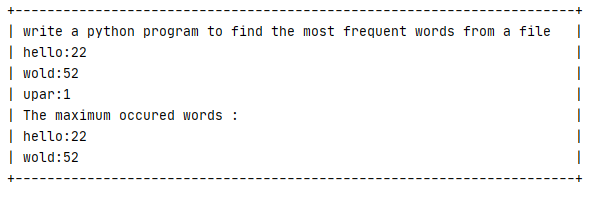 write a python program to find the most frequent words from a file
hello:22
wold:52
upar:1
The maximum occured words :
hello:22
wold:52